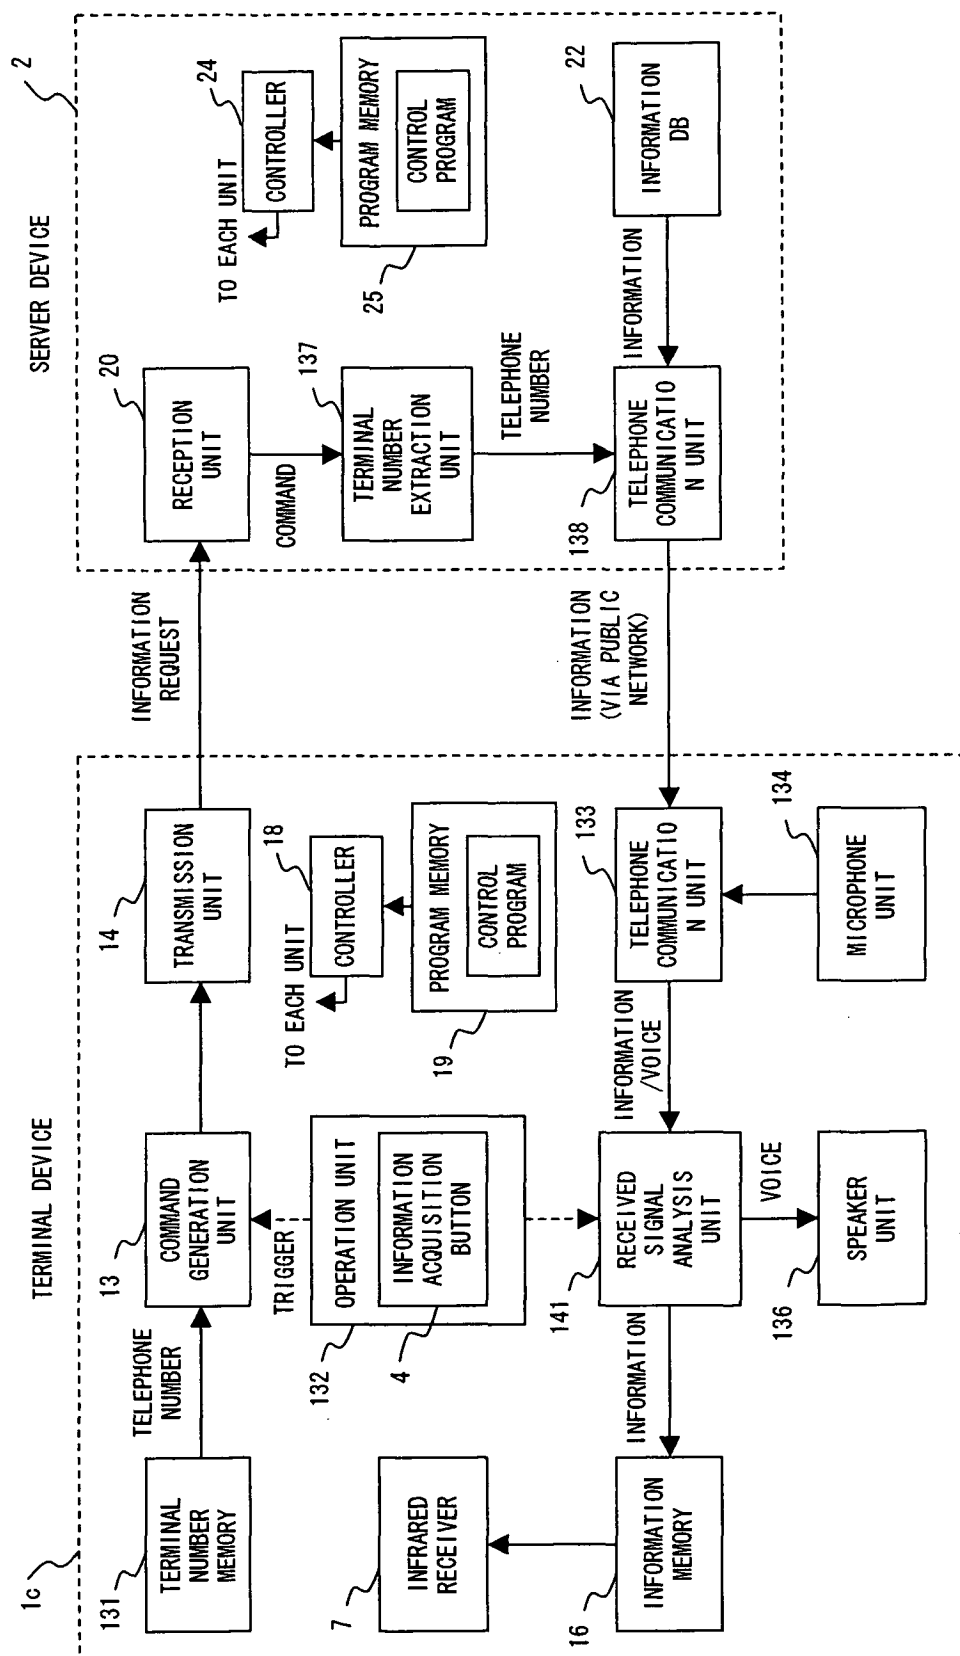 TERMINAL DEVICE
SERVER DEVICE
1c
2
131
TERMINAL
NUMBER
MEMORY
TELEPHONE
NUMBER
13
COMMAND
GENERATION
UNIT
14
TRANSMISSION
UNIT
INFORMATION
REQUEST
20
RECEPTION
UNIT
COMMAND
TRIGGER
132
OPERATION UNIT
4
INFORMATION
ACQUISITION
BUTTON
TO EACH UNIT
18
CONTROLLER
PROGRAM MEMORY
CONTROL
PROGRAM
19
137
TERMINAL
NUMBER
EXTRACTION
UNIT
TELEPHONE
NUMBER
TO EACH UNIT
24
CONTROLLER
PROGRAM MEMORY
CONTROL
PROGRAM
25
7
INFRARED
RECEIVER
16
INFORMATION
MEMORY
INFORMATION
141
RECEIVED
SIGNAL
ANALYSIS
UNIT
INFORMATION
/VOICE
133
TELEPHONE
COMMUNICATIO
N UNIT
INFORMATION
(VIA PUBLIC
NETWORK)
138
TELEPHONE
COMMUNICATIO
N UNIT
INFORMATION
22
INFORMATION
DB
VOICE
136
SPEAKER
UNIT
134
MICROPHONE
UNIT